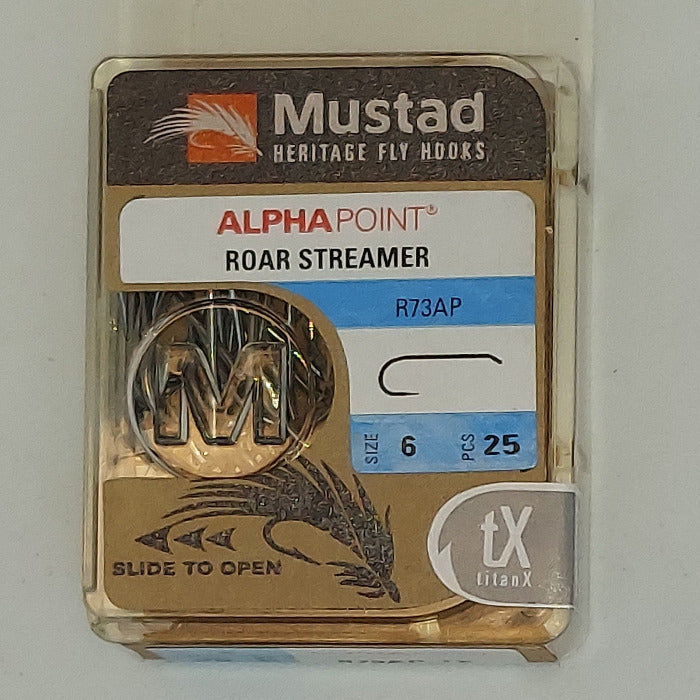 Mustad
HERITAGE FLY HOOKS
ALPHAPOINT®
ROAR STREAMER
R73AP
SIZE 6 PCS 25
M
SLIDE TO OPEN
tX
titanX